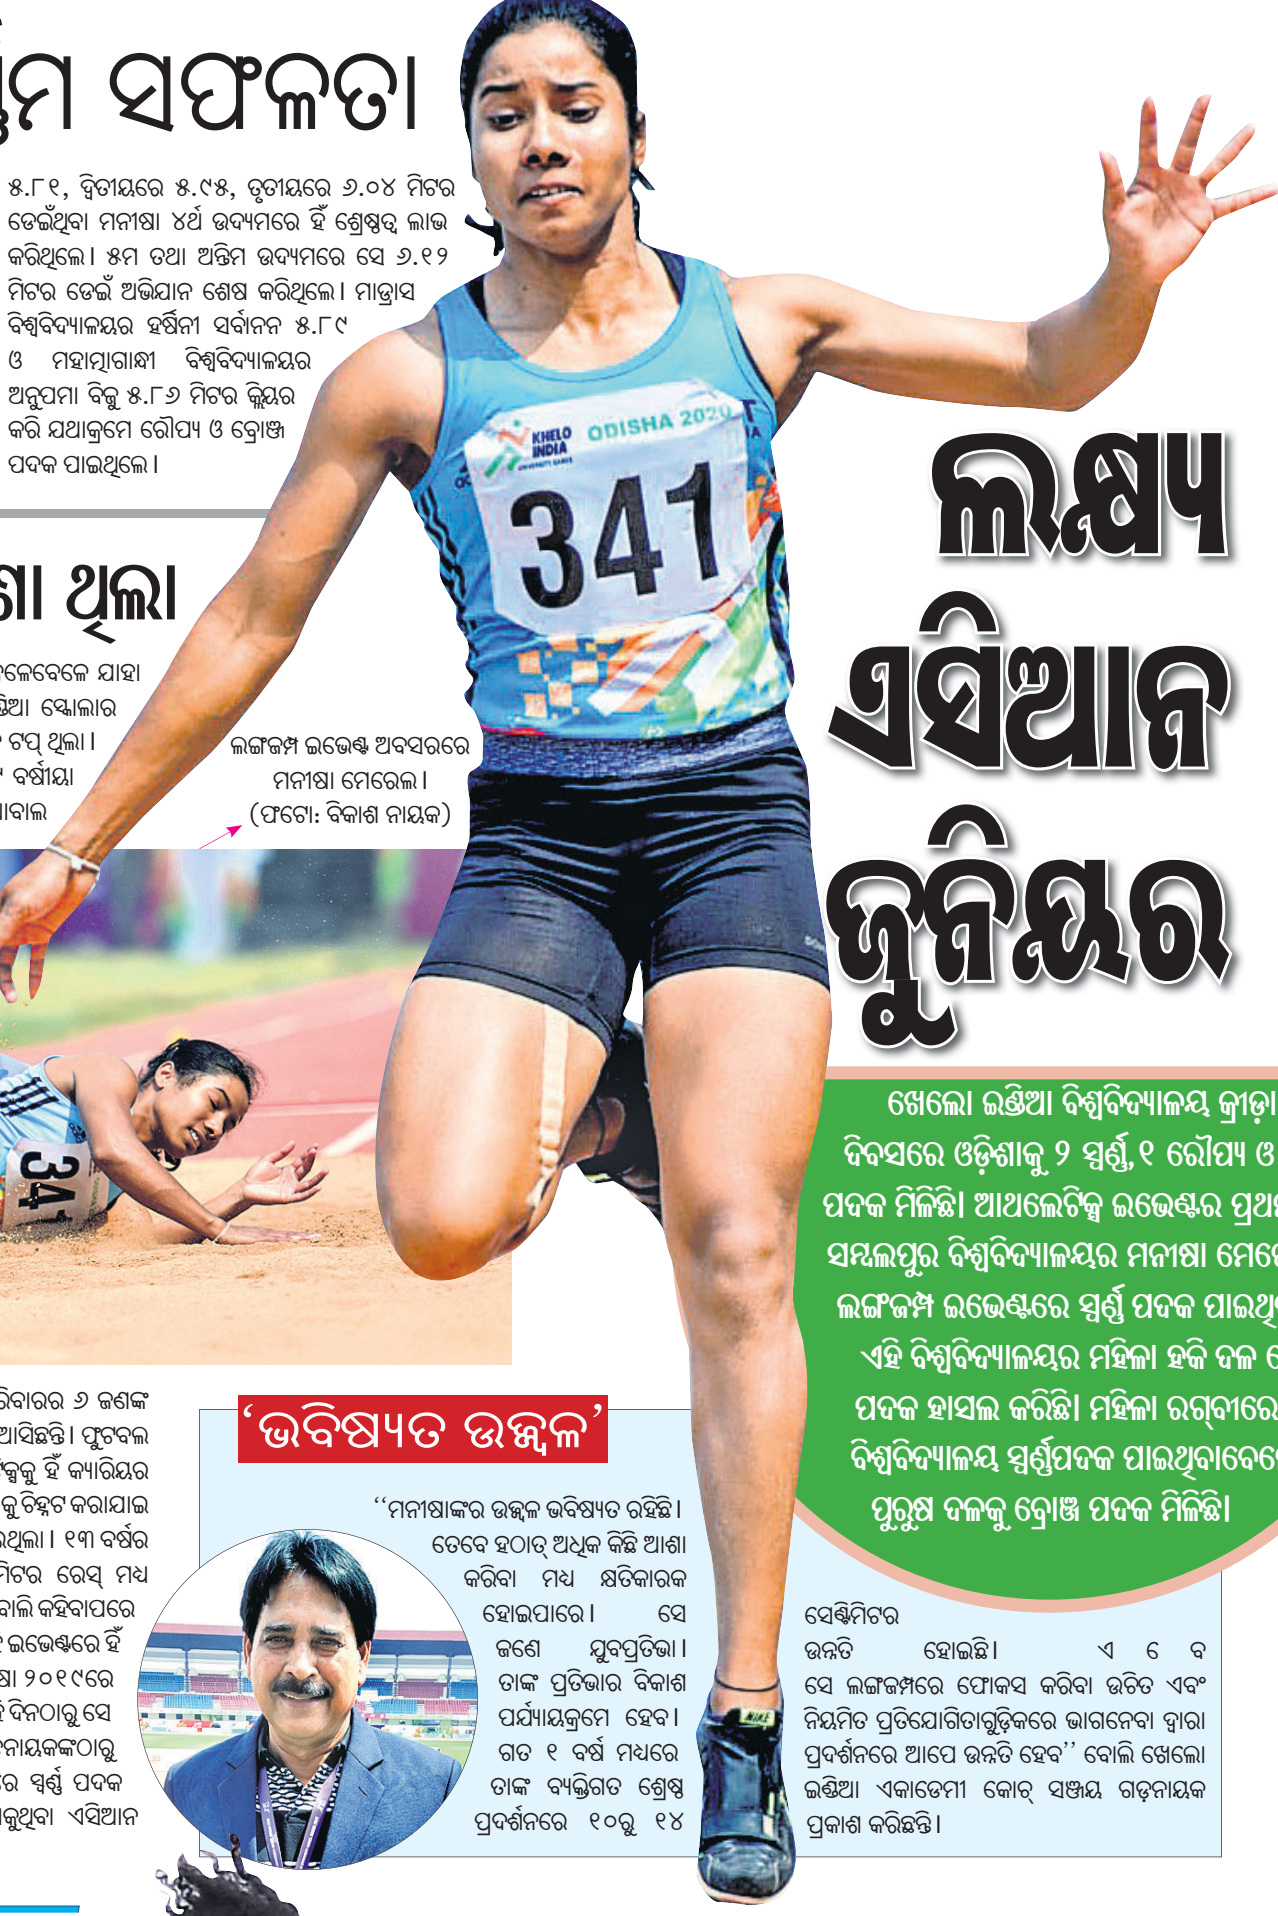 ସଫଳତା
୫.୮୧, ଦ୍ୱିତୀୟରେ ୫.୯୫, ତୃତୀୟରେ ୬.୦୪ ମିଟର
ଡେଇଁଥିବା ମନୀଷା ୪ର୍ଥ ଉଦ୍ୟମରେ ହିଁ ଶ୍ରେଷ୍ଠତ୍ୱ ଲାଭ
କରିଥିଲେ। ୫ମ ତଥା ଅନ୍ତିମ ଉଦ୍ୟମରେ ସେ ୬.୧୨
ମିଟର ଡେଇଁ ଅଭିଯାନ ଶେଷ କରିଥିଲେ। ମାଡ୍ରାସ
ବିଶ୍ୱବିଦ୍ୟାଳୟର ହର୍ଷିନୀ ସର୍ବାନନ ୫.୮୯
ଓ ମହାତ୍ମାଗାନ୍ଧୀ ବିଶ୍ୱବିଦ୍ୟାଳୟର
ଅନୁପମା ବିଜୁ ୫.୮୬ ମିଟର କ୍ଲିୟର
କରି ଯଥାକ୍ରମେ ରୌପ୍ୟ ଓ ବ୍ରୋଞ୍ଜ
ପଦକ ପାଇଥିଲେ।
ଥିଲା
ଯାହା
ସ୍କୋଲାର
ଟପ୍ ଥିଲା।
ବର୍ଷୀୟା
ଲଙ୍ଗଜମ୍ପ ଇଭେଣ୍ଟ ଅବସରରେ
ମନୀଷା ମେରେଲ।
(ଫଟୋ: ବିକାଶ ନାୟକ)
KHELO
INDIA
UNIVERSITY GAMES
ODISHA 2020
341
ଲକ୍ଷ୍ୟ
ଏସିଆନ
ଜୁନିୟର
341
ଖେଲୋ ଇଣ୍ଡିଆ ବିଶ୍ୱବିଦ୍ୟାଳୟ କ୍ରୀଡ଼ା
ଦିବସରେ ଓଡ଼ିଶାକୁ ୨ ସ୍ୱର୍ଣ୍ଣ,୧ ରୌପ୍ୟ ଓ
ପଦକ ମିଳିଛି। ଆଥଲେଟିକ୍ସ ଇଭେଣ୍ଟର
ସମ୍ବଲପୁର ବିଶ୍ୱବିଦ୍ୟାଳୟର ମନୀଷା
ଲଙ୍ଗଜମ୍ପ ଇଭେଣ୍ଟରେ ସ୍ୱର୍ଣ୍ଣ ପଦକ
ଏହି ବିଶ୍ୱବିଦ୍ୟାଳୟର ମହିଳା ହକି ଦଳ
ପଦକ ହାସଲ କରିଛି। ମହିଳା ରଗ୍‌ବୀରେ
ବିଶ୍ୱବିଦ୍ୟାଳୟ ସ୍ୱର୍ଣ୍ଣପଦକ
ପୁରୁଷ ଦଳକୁ ବ୍ରୋଞ୍ଜ ପଦକ ମିଳିଛି।
୬ ଜଣଙ୍କ
ଆସିଛନ୍ତି। ଫୁଟବଲ
ହିଁ କ୍ୟାରିୟର
ଚିହ୍ନଟ କରାଯାଇ
୧୩ ବର୍ଷର
ମିଟର ରେସ୍ ମଧ୍ୟ
ବୋଲି କହିବାପରେ
ଇଭେଣ୍ଟରେ ହିଁ
୨୦୧୯ରେ
ଦିନଠାରୁ ସେ
ସ୍ୱର୍ଣ୍ଣ ପଦକ
ଏସିଆନ
‘ଭବିଷ୍ୟତ ଉଜ୍ଜ୍ୱଳ’
‘‘ମନୀଷାଙ୍କର ଉଜ୍ଜ୍ୱଳ ଭବିଷ୍ୟତ ରହିଛି।
ତେବେ ହଠାତ୍ ଅଧିକ କିଛି ଆଶା
କରିବା ମଧ୍ୟ କ୍ଷତିକାରକ
ହୋଇପାରେ। ସେ
ଜଣେ ଯୁବପ୍ରତିଭା।
ତାଙ୍କ ପ୍ରତିଭାର ବିକାଶ
ପର୍ଯ୍ୟାୟକ୍ରମେ ହେବ।
ଗତ ୧ ବର୍ଷ ମଧ୍ୟରେ
ତାଙ୍କ ବ୍ୟକ୍ତିଗତ ଶ୍ରେଷ୍ଠ
ପ୍ରଦର୍ଶନରେ ୧୦ରୁ ୧୪
NIKE
ସେଣ୍ଟିମିଟର
ଉନ୍ନତି ହୋଇଛି। ଏ ବେ
ସେ ଲଙ୍ଗଜମ୍ପରେ ଫୋକସ କରିବା ଉଚିତ ଏବଂ
ନିୟମିତ ପ୍ରତିଯୋଗିତାଗୁଡ଼ିକରେ ଭାଗନେବା ଦ୍ୱାରା
ପ୍ରଦର୍ଶନରେ ଆପେ ଉନ୍ନତି ହେବ’’ ବୋଲି ଖେଲୋ
ଇଣ୍ଡିଆ ଏକାଡେମୀ କୋଚ୍ ସଞ୍ଜୟ ଗଡ଼ନାୟକ
ପ୍ରକାଶ କରିଛନ୍ତି।